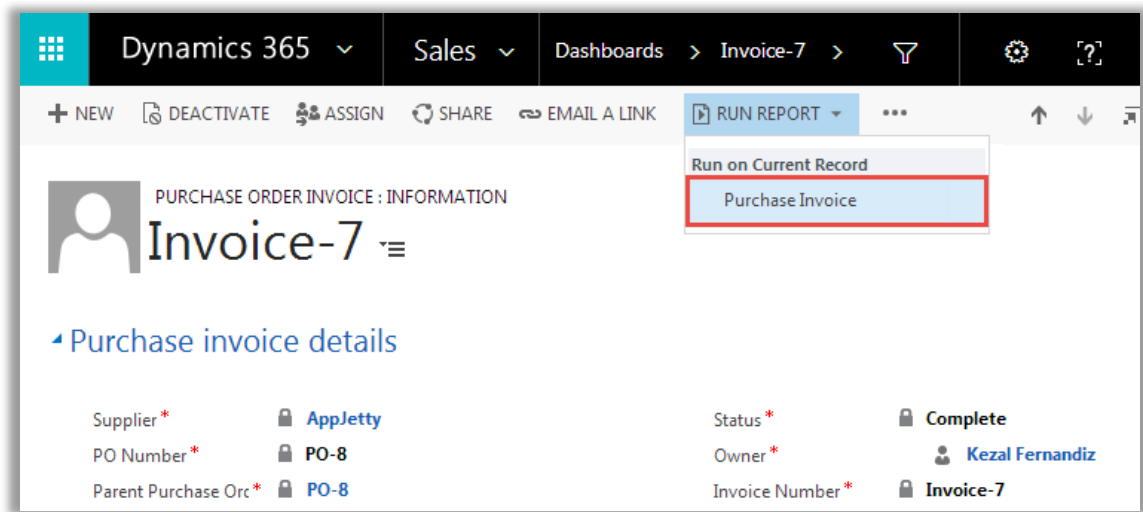 Dynamics 365 Sales Dashboards > Invoice-7 > [?]
NEW DEACTIVATE ASSIGN SHARE EMAIL A LINK RUN REPORT •••
Run on Current Record
Purchase Invoice
PURCHASE ORDER INVOICE : INFORMATION
Invoice-7
Purchase invoice details
Supplier* AppJetty Status* Complete
PO Number* PO-8 Owner* Kezal Fernandiz
Parent Purchase Orc* PO-8 Invoice Number* Invoice-7